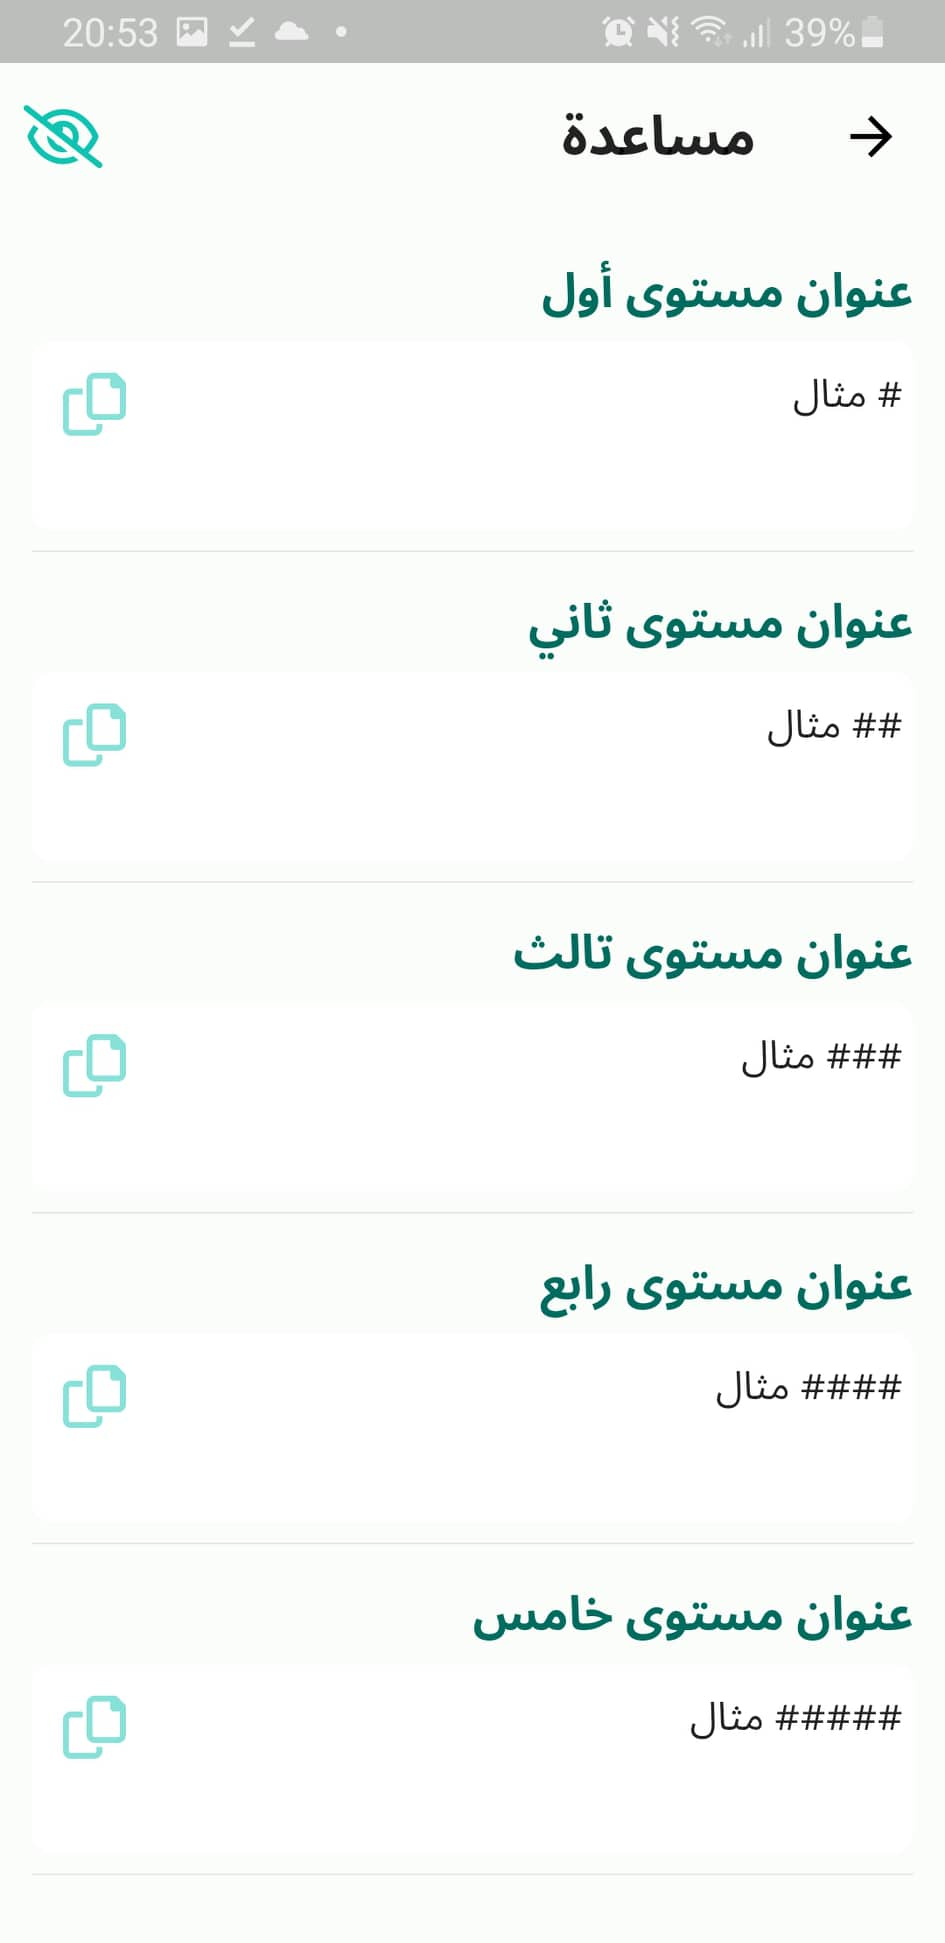 20:53
39%
مساعدة
عنوان مستوى أول
# مثال
عنوان مستوى ثاني
## مثال
عنوان مستوى تالث
### مثال
عنوان مستوى رابع
#### مثال
عنوان مستوى خامس
##### مثال